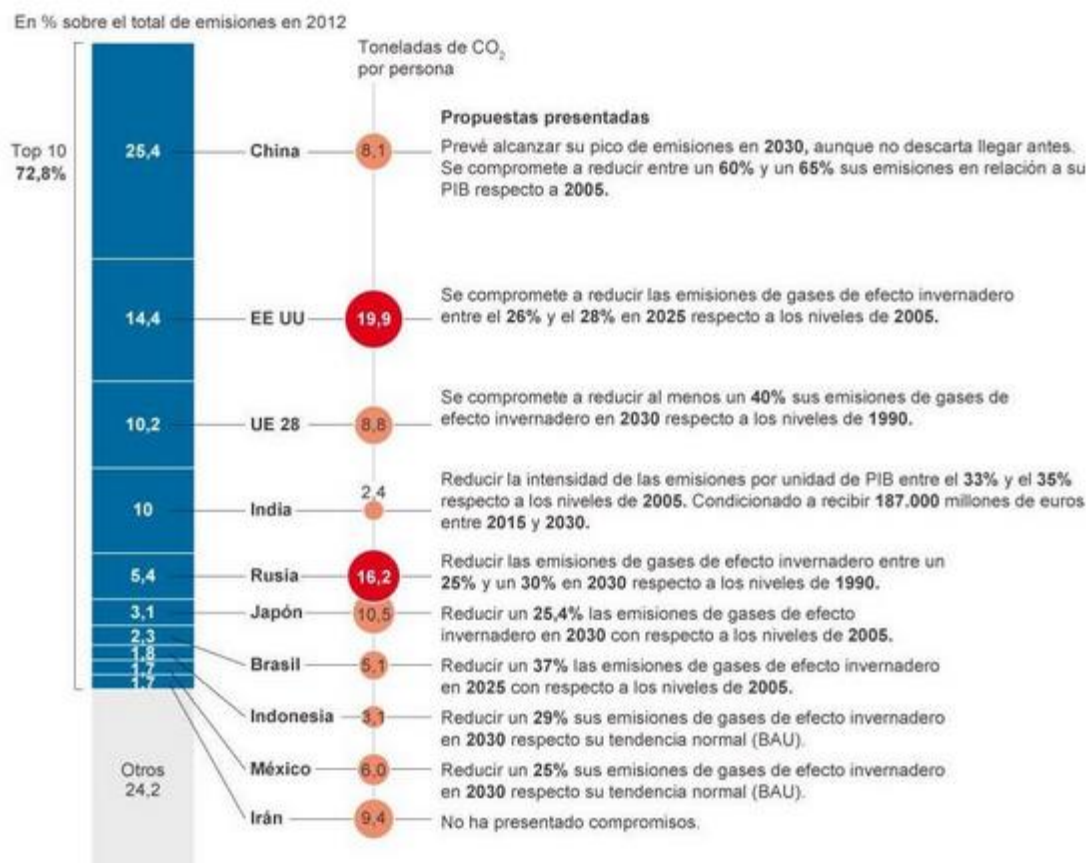 En % sobre el total de emisiones en 2012
Toneladas de CO₂
por persona
Propuestas presentadas
Top 10
72,8%
25,4
China
8,1
Prevé alcanzar su pico de emisiones en 2030, aunque no descarta llegar antes.
Se compromete a reducir entre un 60% y un 65% sus emisiones en relación a su
PIB respecto a 2005.
14,4
EE UU
19,9
Se compromete a reducir las emisiones de gases de efecto invernadero
entre el 26% y el 28% en 2025 respecto a los niveles de 2005.
10,2
UE 28
8,8
Se compromete a reducir al menos un 40% sus emisiones de gases de
efecto invernadero en 2030 respecto a los niveles de 1990.
10
India
2,4
Reducir la intensidad de las emisiones por unidad de PIB entre el 33% y el 35%
respecto a los niveles de 2005. Condicionado a recibir 187.000 millones de euros
entre 2015 y 2030.
5,4
Rusia
16,2
Reducir las emisiones de gases de efecto invernadero entre un
25% y un 30% en 2030 respecto a los niveles de 1990.
3,1
Japón
10,5
Reducir un 25,4% las emisiones de gases de efecto
invernadero en 2030 con respecto a los niveles de 2005.
2,3
Brasil
5,1
Reducir un 37% las emisiones de gases de efecto invernadero
en 2025 con respecto a los niveles de 2005.
1,8
Indonesia
3,1
Reducir un 29% sus emisiones de gases de efecto invernadero
en 2030 respecto su tendencia normal (BAU).
1,7
México
6,0
Reducir un 25% sus emisiones de gases de efecto invernadero
en 2030 respecto su tendencia normal (BAU).
1,7
Irán
9,4
No ha presentado compromisos.
Otros
24,2